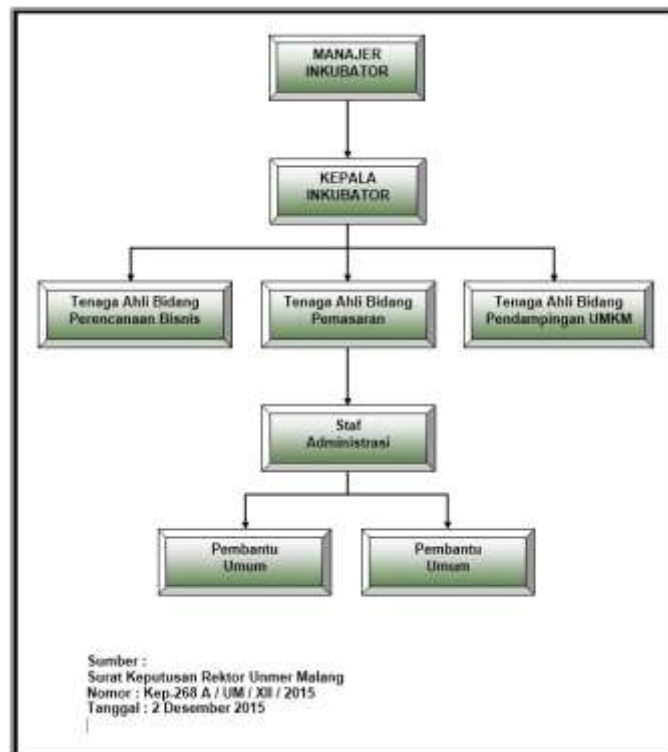 MANAJER
INKUBATOR
KEPALA
INKUBATOR
Tenaga Ahli Bidang
Perencanaan Bisnis
Tenaga Ahli Bidang
Pemasaran
Tenaga Ahli Bidang
Pendampingan UMKM
Staf
Administrasi
Pembantu
Umum
Pembantu
Umum
Sumber :
Surat Keputusan Rektor Unmer Malang
Nomor : Kep.268 A / UM / XII / 2015
Tanggal : 2 Desember 2015